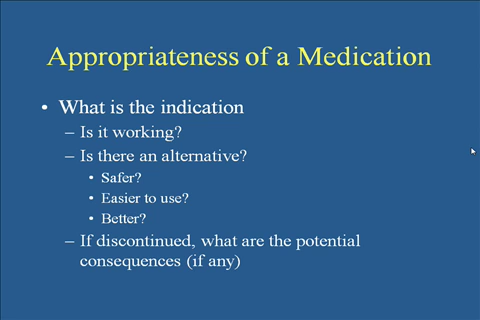 Appropriateness of a Medication
• What is the indication
– Is it working?
– Is there an alternative?
• Safer?
• Easier to use?
• Better?
– If discontinued, what are the potential
consequences (if any)